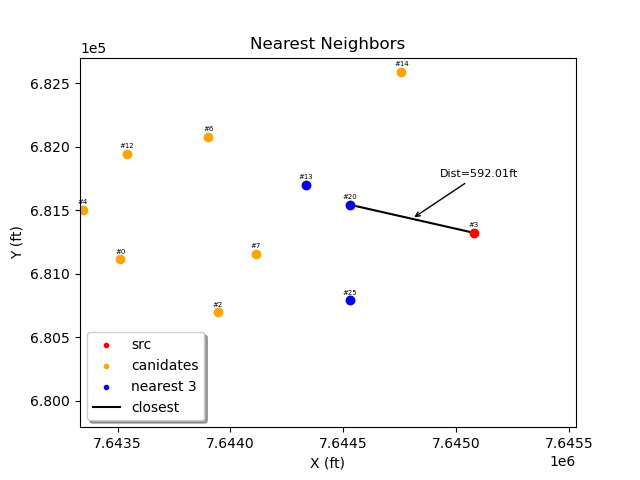 Nearest Neighbors
1e5
#14
6.825
#6
#12
6.820
Dist=592.01ft
#13
#20
#4
6.815
#3
Y (ft)
#7
#0
6.810
#25
#2
6.805
src
canidates
nearest 3
closest
6.800
7.6435
7.6440
7.6445
7.6450
7.6455
X (ft)
1e6